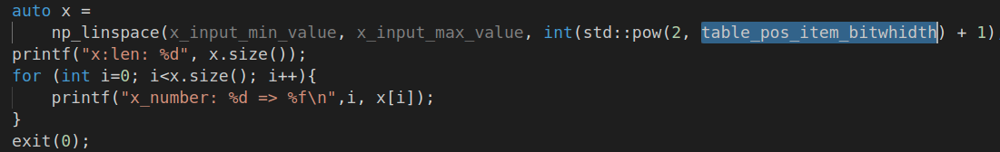 auto x =
    np_linspace(x_input_min_value, x_input_max_value, int(std::pow(2, table_pos_item_bitwhidth) + 1)
printf("x:len: %d", x.size());
for (int i=0; i<x.size(); i++){
    printf("x_number: %d => %f\n",i, x[i]);
}
exit(0);